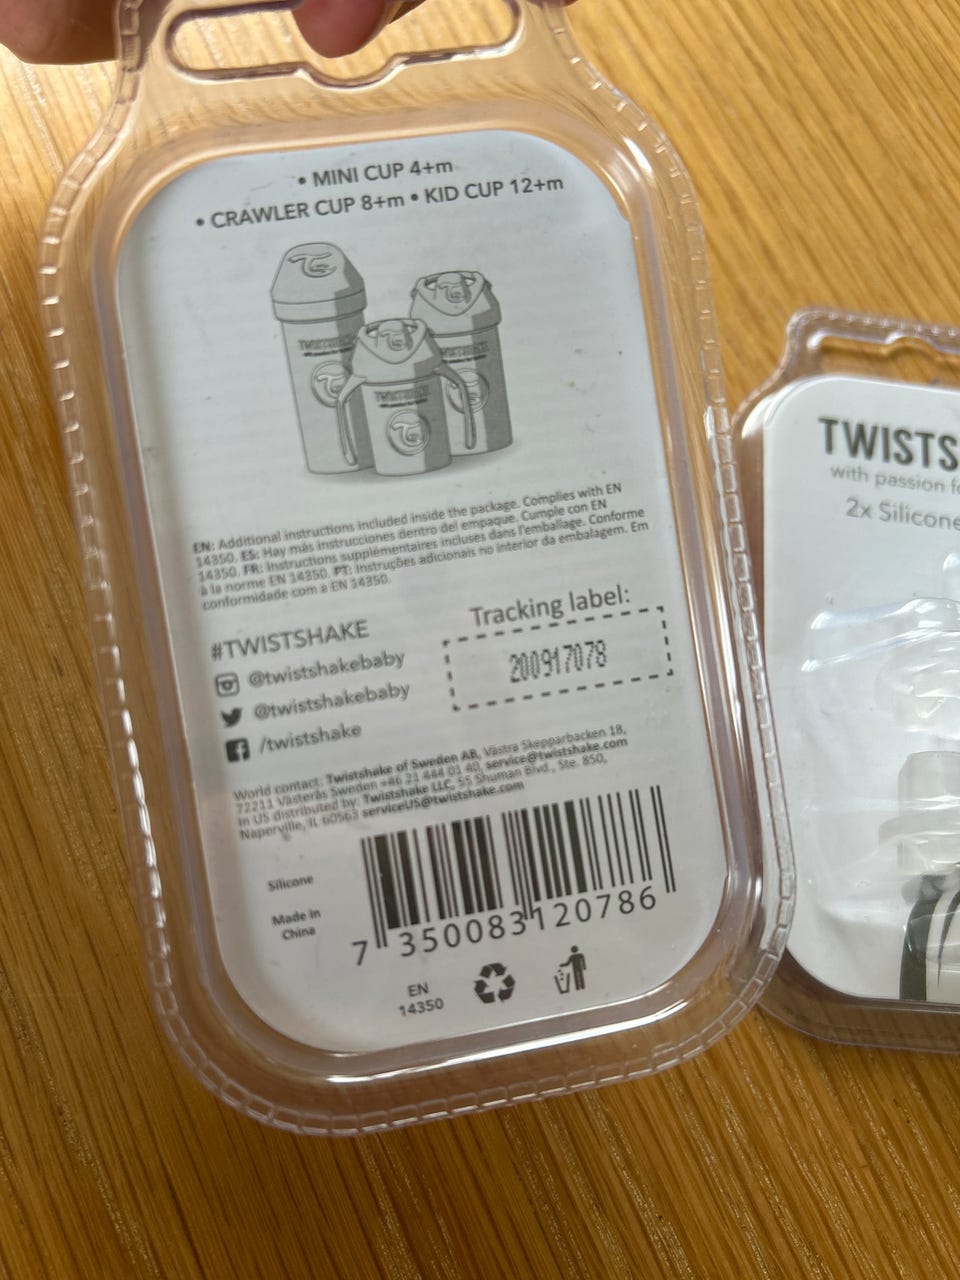 • MINI CUP 4+m
• CRAWLER CUP 8+m • KID CUP 12+m
TWISTSHAKE
TWISTSHAKE
EN: Additional instructions included inside the package. Complies with EN
14350. ES: Hay más instrucciones dentro del empaque. Cumple con EN
14350. FR: Instructions supplémentaires incluses dans l'emballage. Conforme
à la norme EN 14350. PT: Instruções adicionais no interior da embalagem. Em
conformidade com a EN 14350.
#TWISTSHAKE
@twistshakebaby
@twistshakebaby
/twistshake
Tracking label:
200917078
World contact: Twistshake of Sweden AB, Västra Skepparbacken 18,
72211 Västerås Sweden +46 21 444 01 40, service@twistshake.com
In US distributed by: Twistshake LLC, 55 Shuman Blvd., Ste. 850,
Naperville, IL 60563 serviceUS@twistshake.com
Silicone
Made in
China
7 350083 120786
EN
14350
TWISTS
with passion f
2x Silicone